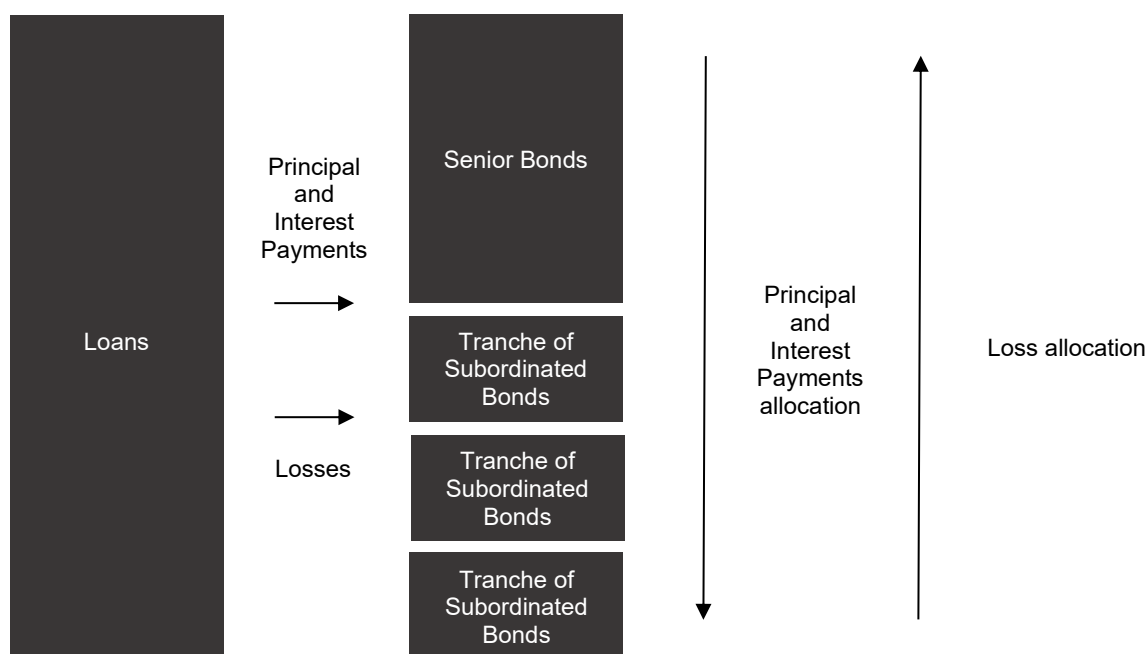 Loans
Principal
and
Interest
Payments
Losses
Senior Bonds
Tranche of
Subordinated
Bonds
Tranche of
Subordinated
Bonds
Tranche of
Subordinated
Bonds
Principal
and
Interest
Payments
allocation
Loss allocation